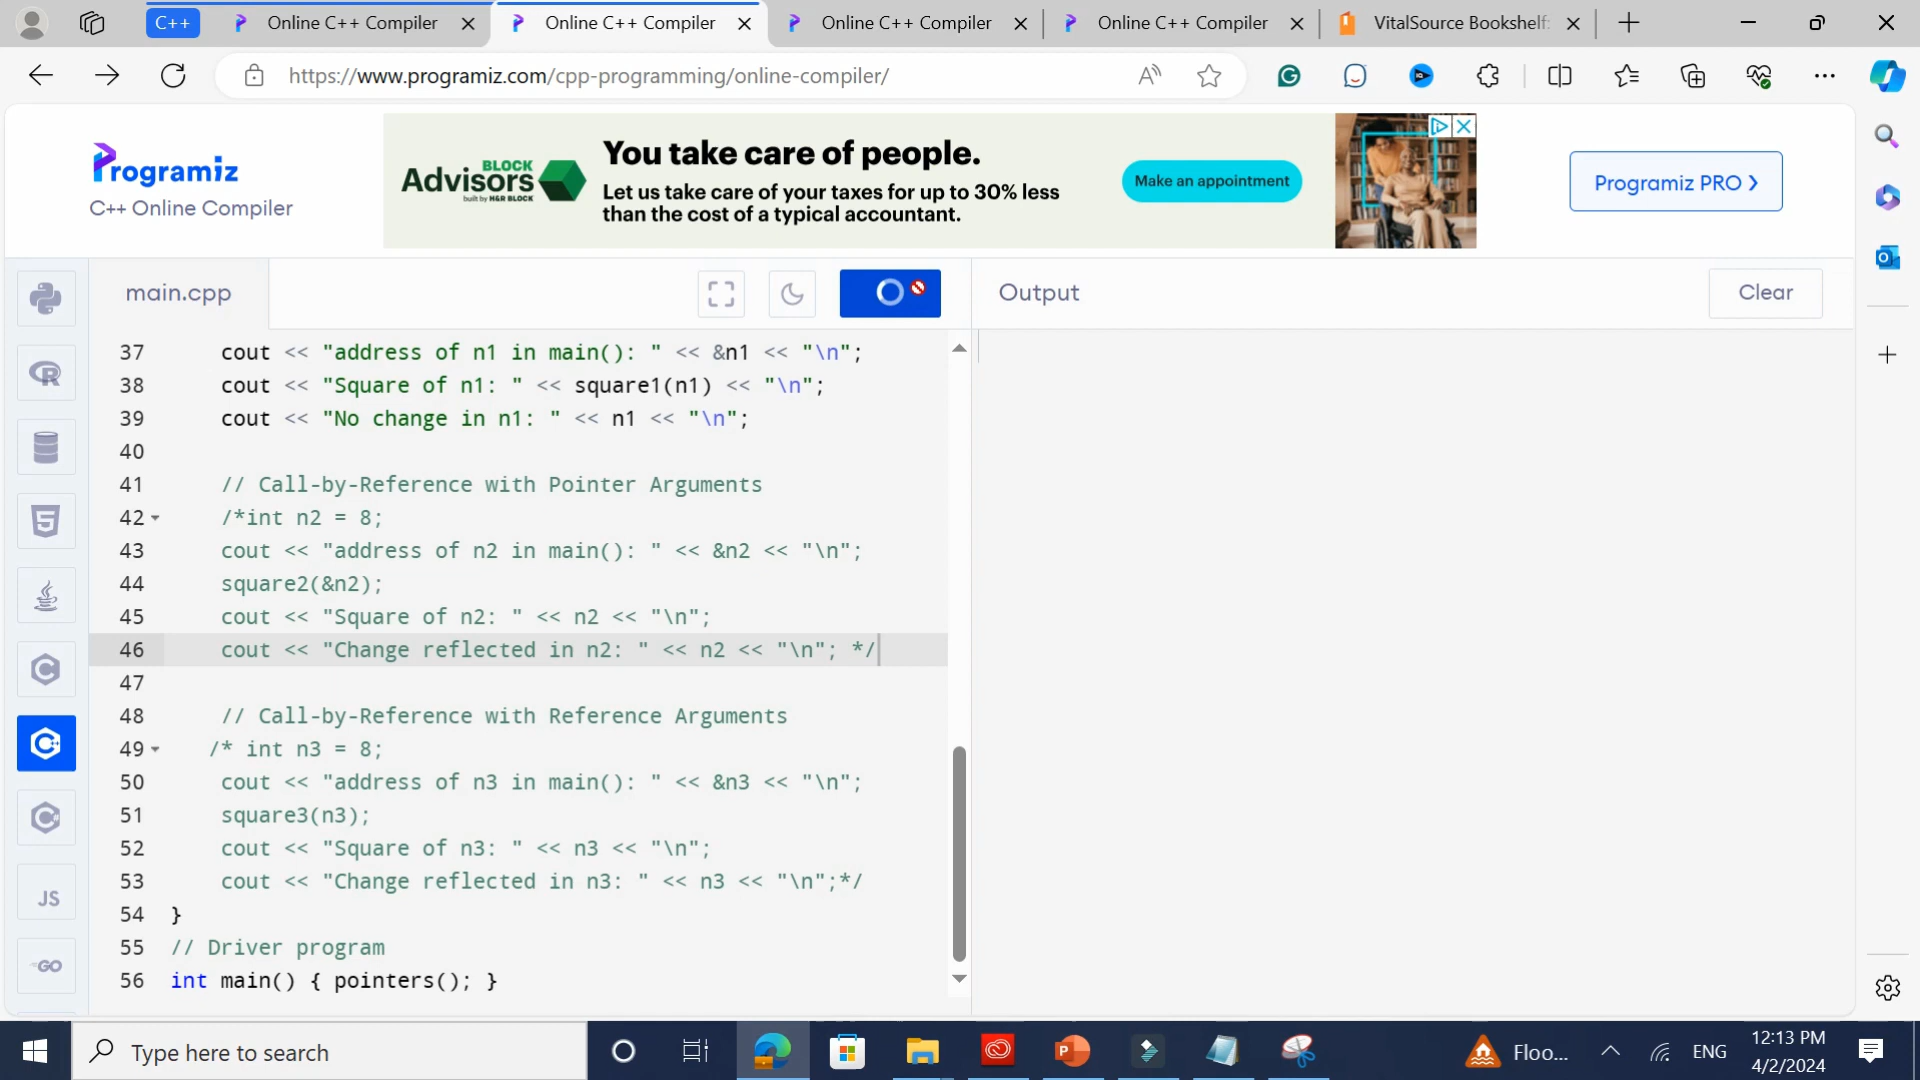 C++
Online C++ Compiler
Online C++ Compiler
Online C++ Compiler
Online C++ Compiler
VitalSource Bookshelf:
https://www.programiz.com/cpp-programming/online-compiler/
Programiz
C++ Online Compiler
BLOCK
Advisors
built by H&R BLOCK
You take care of people.
Let us take care of your taxes for up to 30% less
than the cost of a typical accountant.
Make an appointment
Programiz PRO ❯
main.cpp
Output
Clear
37 cout << "address of n1 in main(): " << &n1 << "\n";
38 cout << "Square of n1: " << square1(n1) << "\n";
39 cout << "No change in n1: " << n1 << "\n";
40
41 // Call-by-Reference with Pointer Arguments
42 /*int n2 = 8;
43 cout << "address of n2 in main(): " << &n2 << "\n";
44 square2(&n2);
45 cout << "Square of n2: " << n2 << "\n";
46 cout << "Change reflected in n2: " << n2 << "\n"; */
47
48 // Call-by-Reference with Reference Arguments
49 /* int n3 = 8;
50 cout << "address of n3 in main(): " << &n3 << "\n";
51 square3(n3);
52 cout << "Square of n3: " << n3 << "\n";
53 cout << "Change reflected in n3: " << n3 << "\n";*/
54 }
55 // Driver program
56 int main() { pointers(); }
JS
GO
Type here to search
Floo...
ENG
12:13 PM
4/2/2024